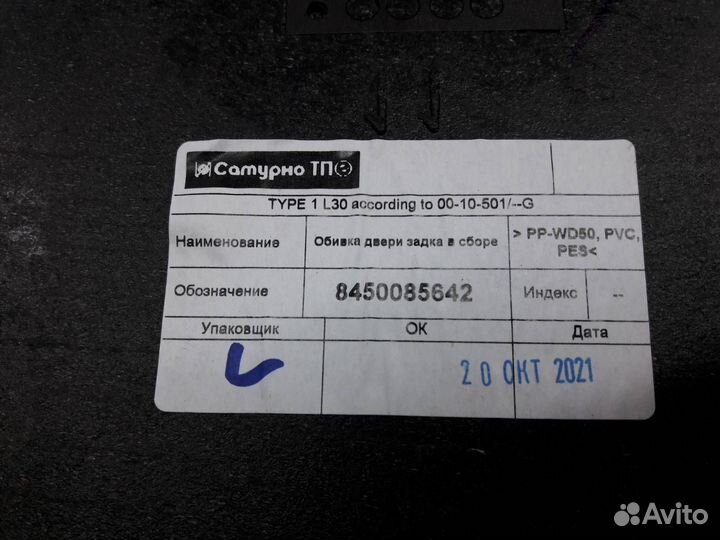 Сатурно ТП
TYPE 1 L30 according to 00-10-501/--G
Наименование
Обивка двери задка в сборе
> PP-WD50, PVC, PES<
Обозначение
8450085642
Индекс
--
Упаковщик
ОК
Дата
20 ОКТ 2021
Avito